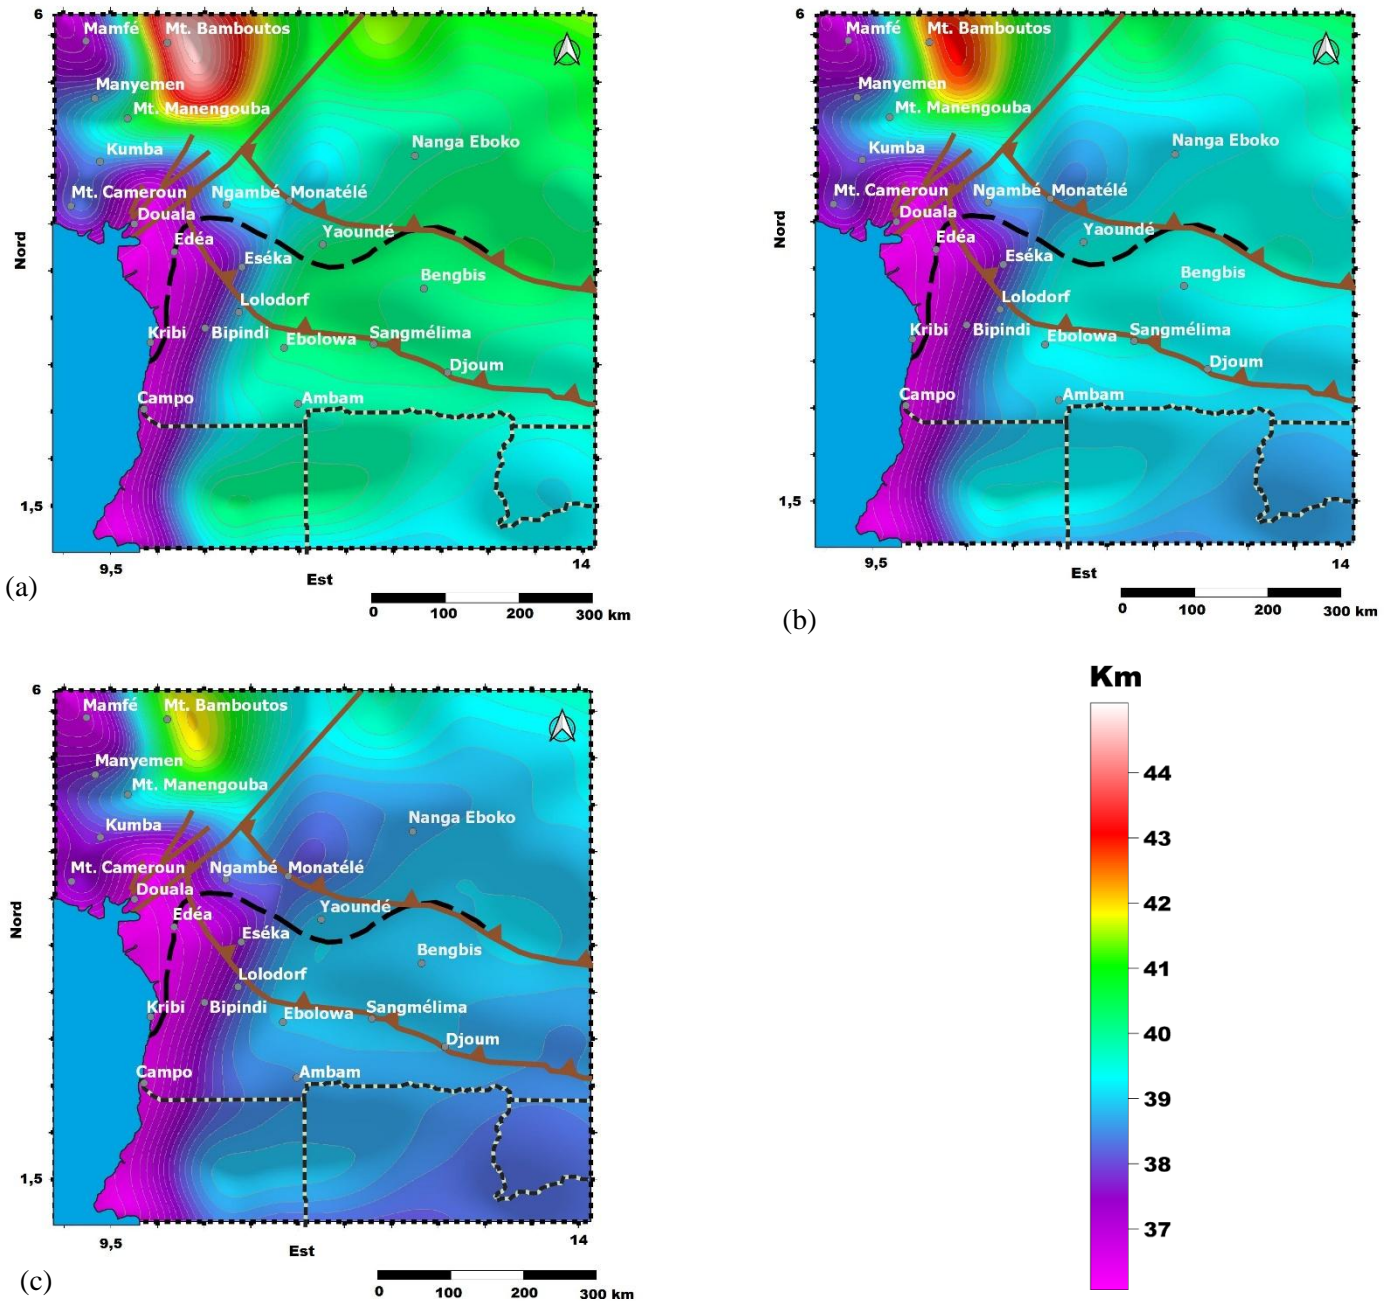 6
Mamfé
Mt. Bamboutos
Manyemen
Mt. Manengouba
Kumba
Nanga Eboko
Mt. Cameroun
Ngambé
Monatélé
Douala
Nord
Edéa
Yaoundé
Eséka
Bengbis
Lolodorf
Kribi
Bipindi
Ebolowa
Sangmélima
Djoum
Campo
Ambam
1,5
9,5
14
Est
(a)
0 100 200 300 km
6
Mamfé
Mt. Bamboutos
Manyemen
Mt. Manengouba
Kumba
Nanga Eboko
Mt. Cameroun
Ngambé
Monatélé
Douala
Nord
Edéa
Yaoundé
Eséka
Bengbis
Lolodorf
Kribi
Bipindi
Ebolowa
Sangmélima
Djoum
Campo
Ambam
1,5
9,5
14
Est
(b)
0 100 200 300 km
6
Mamfé
Mt. Bamboutos
Manyemen
Mt. Manengouba
Kumba
Nanga Eboko
Mt. Cameroun
Ngambé
Monatélé
Douala
Nord
Edéa
Yaoundé
Eséka
Bengbis
Lolodorf
Kribi
Bipindi
Ebolowa
Sangmélima
Djoum
Campo
Ambam
1,5
9,5
14
Est
(c)
0 100 200 300 km
Km
44
43
42
41
40
39
38
37